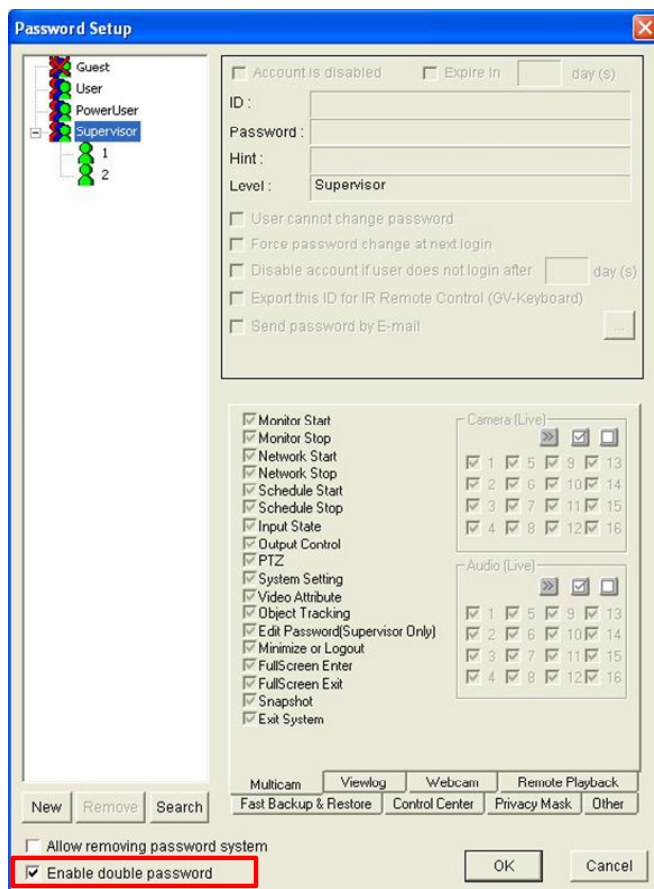 Password Setup
Guest
User
PowerUser
Supervisor
1
2
Account is disabled Expire in day (s)
ID :
Password :
Hint :
Level : Supervisor
User cannot change password
Force password change at next login
Disable account if user does not login after day (s)
Export this ID for IR Remote Control (GV-Keyboard)
Send password by E-mail ...
Monitor Start
Monitor Stop
Network Start
Network Stop
Schedule Start
Schedule Stop
Input State
Output Control
PTZ
System Setting
Video Attribute
Object Tracking
Edit Password(Supervisor Only)
Minimize or Logout
FullScreen Enter
FullScreen Exit
Snapshot
Exit System
Camera (Live)
1 5 9 13
2 6 10 14
3 7 11 15
4 8 12 16
Audio (Live)
1 5 9 13
2 6 10 14
3 7 11 15
4 8 12 16
Multicam Viewlog Webcam Remote Playback
Fast Backup & Restore Control Center Privacy Mask Other
New Remove Search
Allow removing password system
Enable double password
OK Cancel